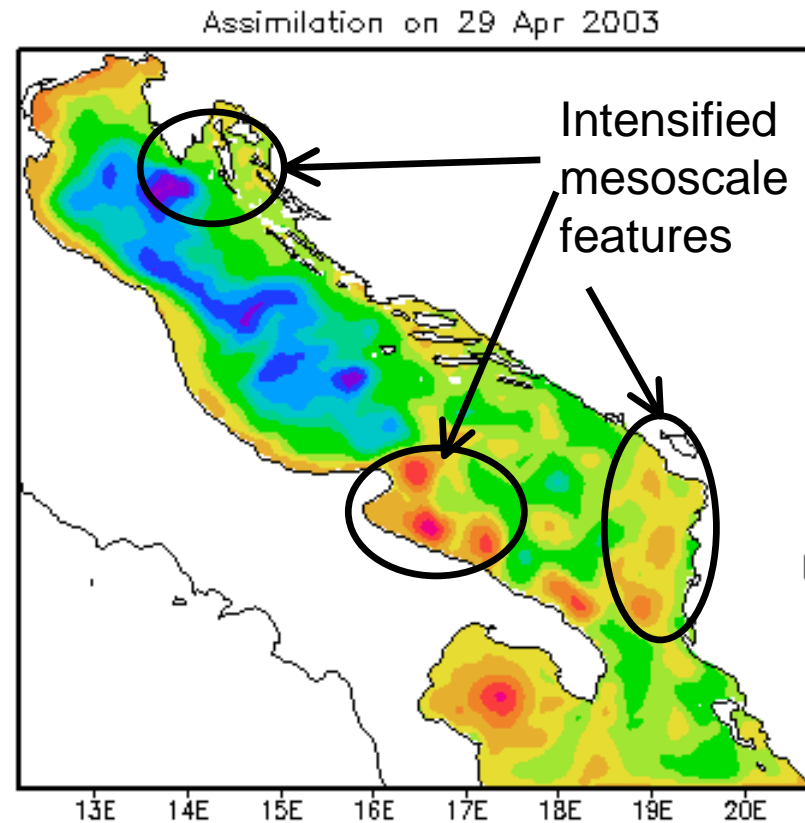 Assimilation on 29 Apr 2003
Intensified
mesoscale
features
13E 14E 15E 16E 17E 18E 19E 20E